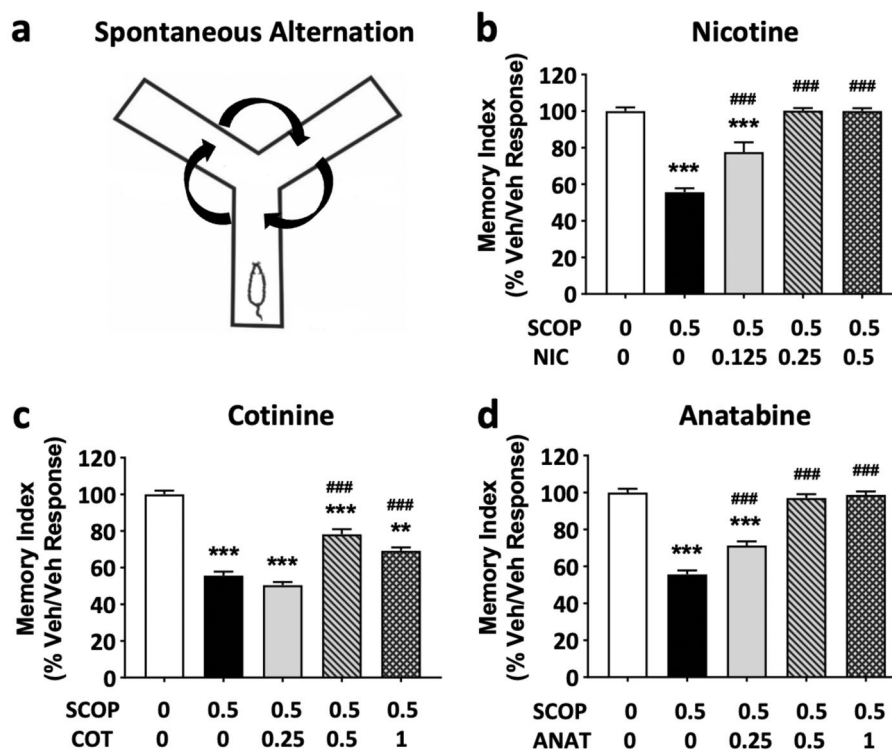 a Spontaneous Alternation
b Nicotine
Memory Index
(% Veh/Veh Response)
120
100
80
60
40
20
0
*** 
###
***
### ###
SCOP 0 0.5 0.5 0.5 0.5
NIC 0 0 0.125 0.25 0.5
c Cotinine
Memory Index
(% Veh/Veh Response)
120
100
80
60
40
20
0
*** ***
###
***
###
**
SCOP 0 0.5 0.5 0.5 0.5
COT 0 0 0.25 0.5 1
d Anatabine
Memory Index
(% Veh/Veh Response)
120
100
80
60
40
20
0
***
###
***
### ###
SCOP 0 0.5 0.5 0.5 0.5
ANAT 0 0 0.25 0.5 1